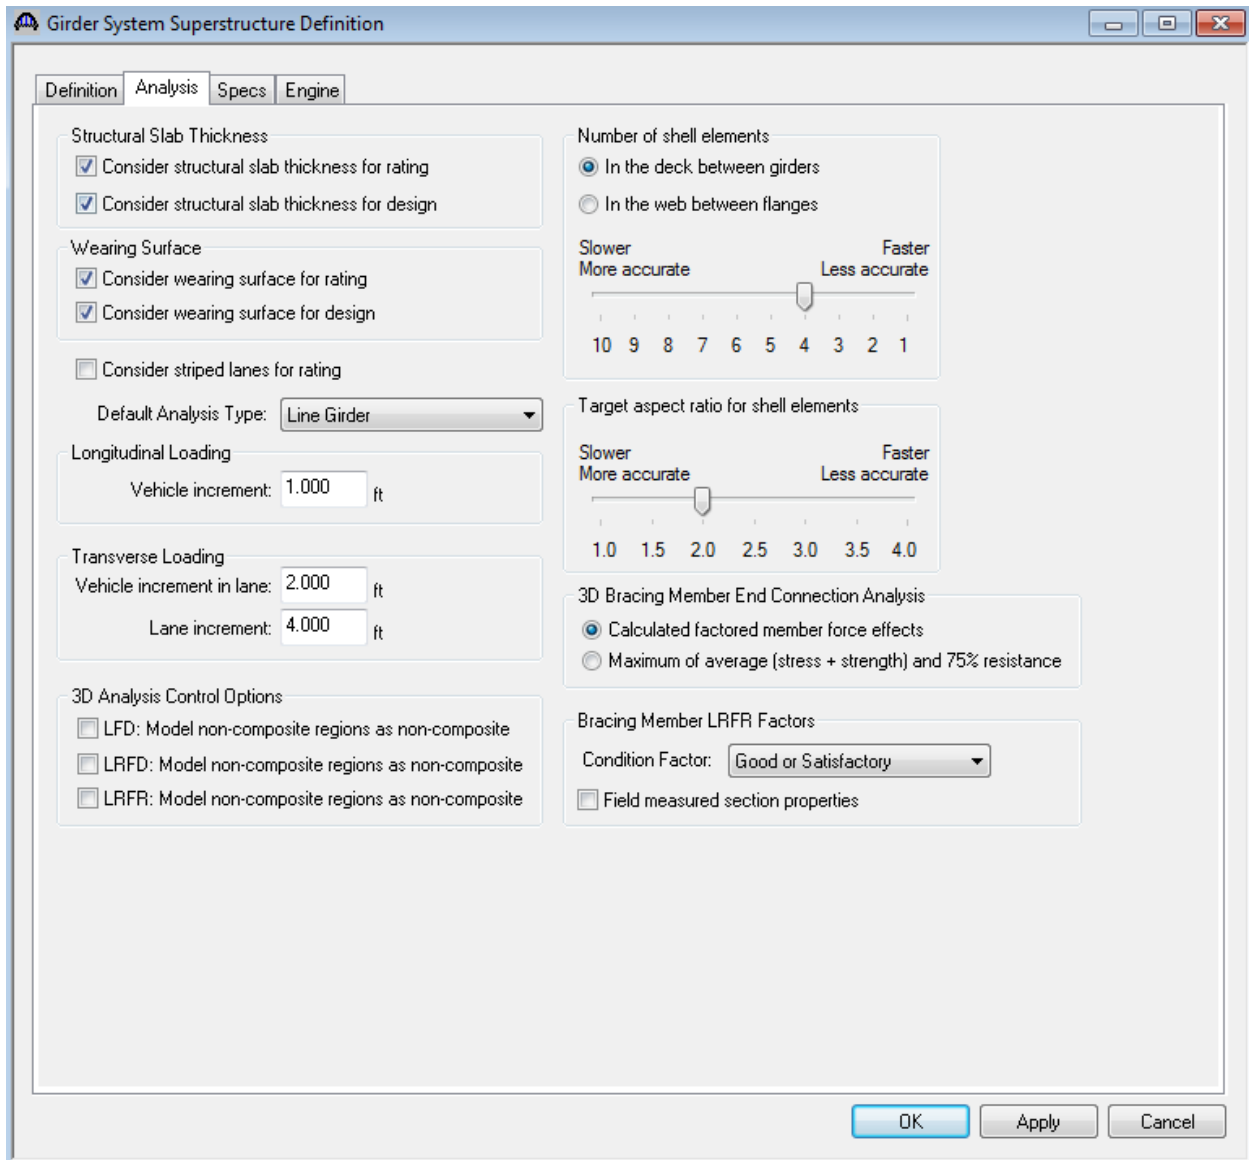 Girder System Superstructure Definition
Definition Analysis Specs Engine
Structural Slab Thickness
Consider structural slab thickness for rating
Consider structural slab thickness for design
Wearing Surface
Consider wearing surface for rating
Consider wearing surface for design
Consider striped lanes for rating
Default Analysis Type: Line Girder
Longitudinal Loading
Vehicle increment: 1.000 ft
Transverse Loading
Vehicle increment in lane: 2.000 ft
Lane increment: 4.000 ft
3D Analysis Control Options
LFD: Model non-composite regions as non-composite
LRFD: Model non-composite regions as non-composite
LRFR: Model non-composite regions as non-composite
Number of shell elements
In the deck between girders
In the web between flanges
Slower Faster
More accurate Less accurate
10 9 8 7 6 5 4 3 2 1
Target aspect ratio for shell elements
Slower Faster
More accurate Less accurate
1.0 1.5 2.0 2.5 3.0 3.5 4.0
3D Bracing Member End Connection Analysis
Calculated factored member force effects
Maximum of average (stress + strength) and 75% resistance
Bracing Member LRFR Factors
Condition Factor: Good or Satisfactory
Field measured section properties
OK Apply Cancel